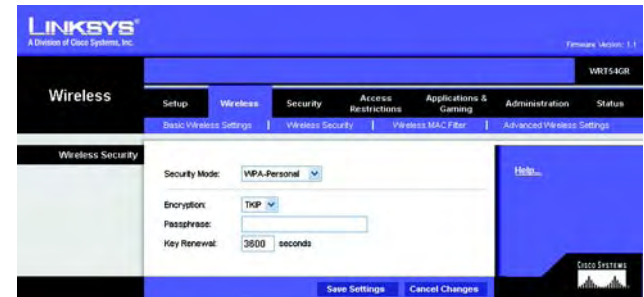 LINKSYS®
A Division of Cisco Systems, Inc.
Firmware Version: 1.1
WRT54GR
Wireless
Setup Wireless Security Access Restrictions Applications & Gaming Administration Status
Basic Wireless Settings | Wireless Security | Wireless MAC Filter | Advanced Wireless Settings
Wireless Security
Security Mode: WPA-Personal
Help...
Encryption: TKIP
Passphrase:
Key Renewal: 3600 seconds
Save Settings Cancel Changes
CISCO SYSTEMS